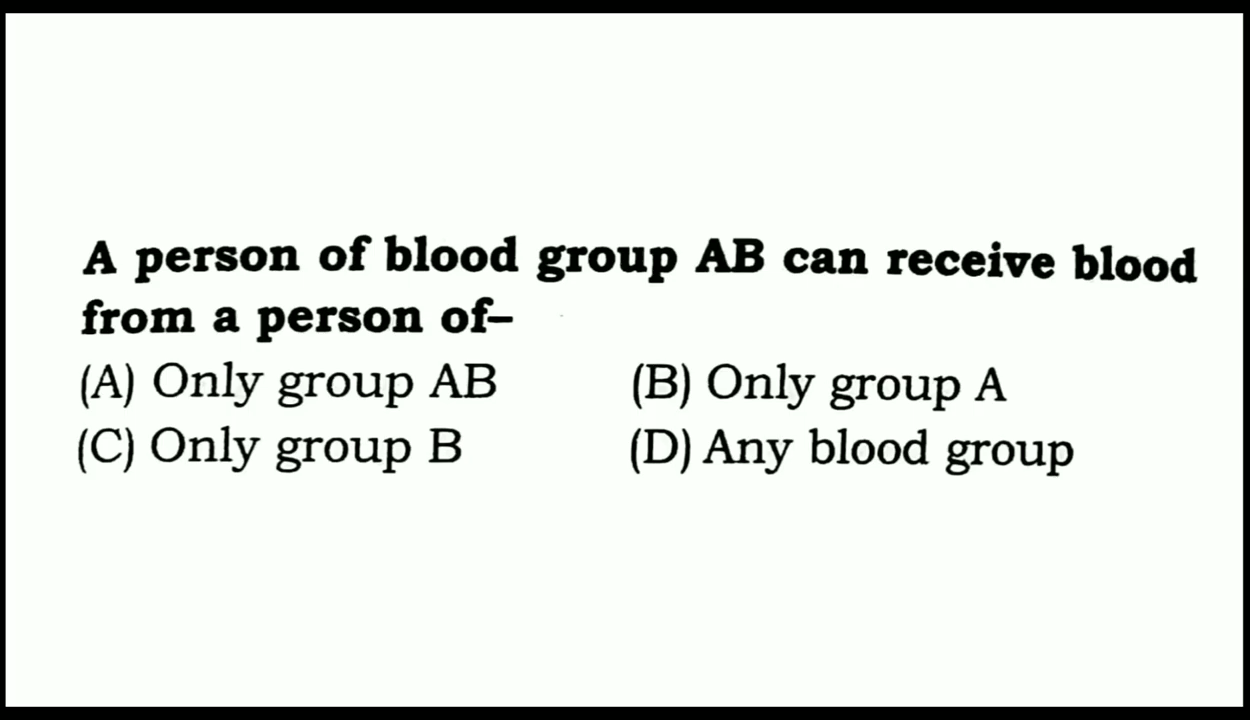 A person of blood group AB can receive blood
from a person of–
(A) Only group AB (B) Only group A
(C) Only group B (D) Any blood group